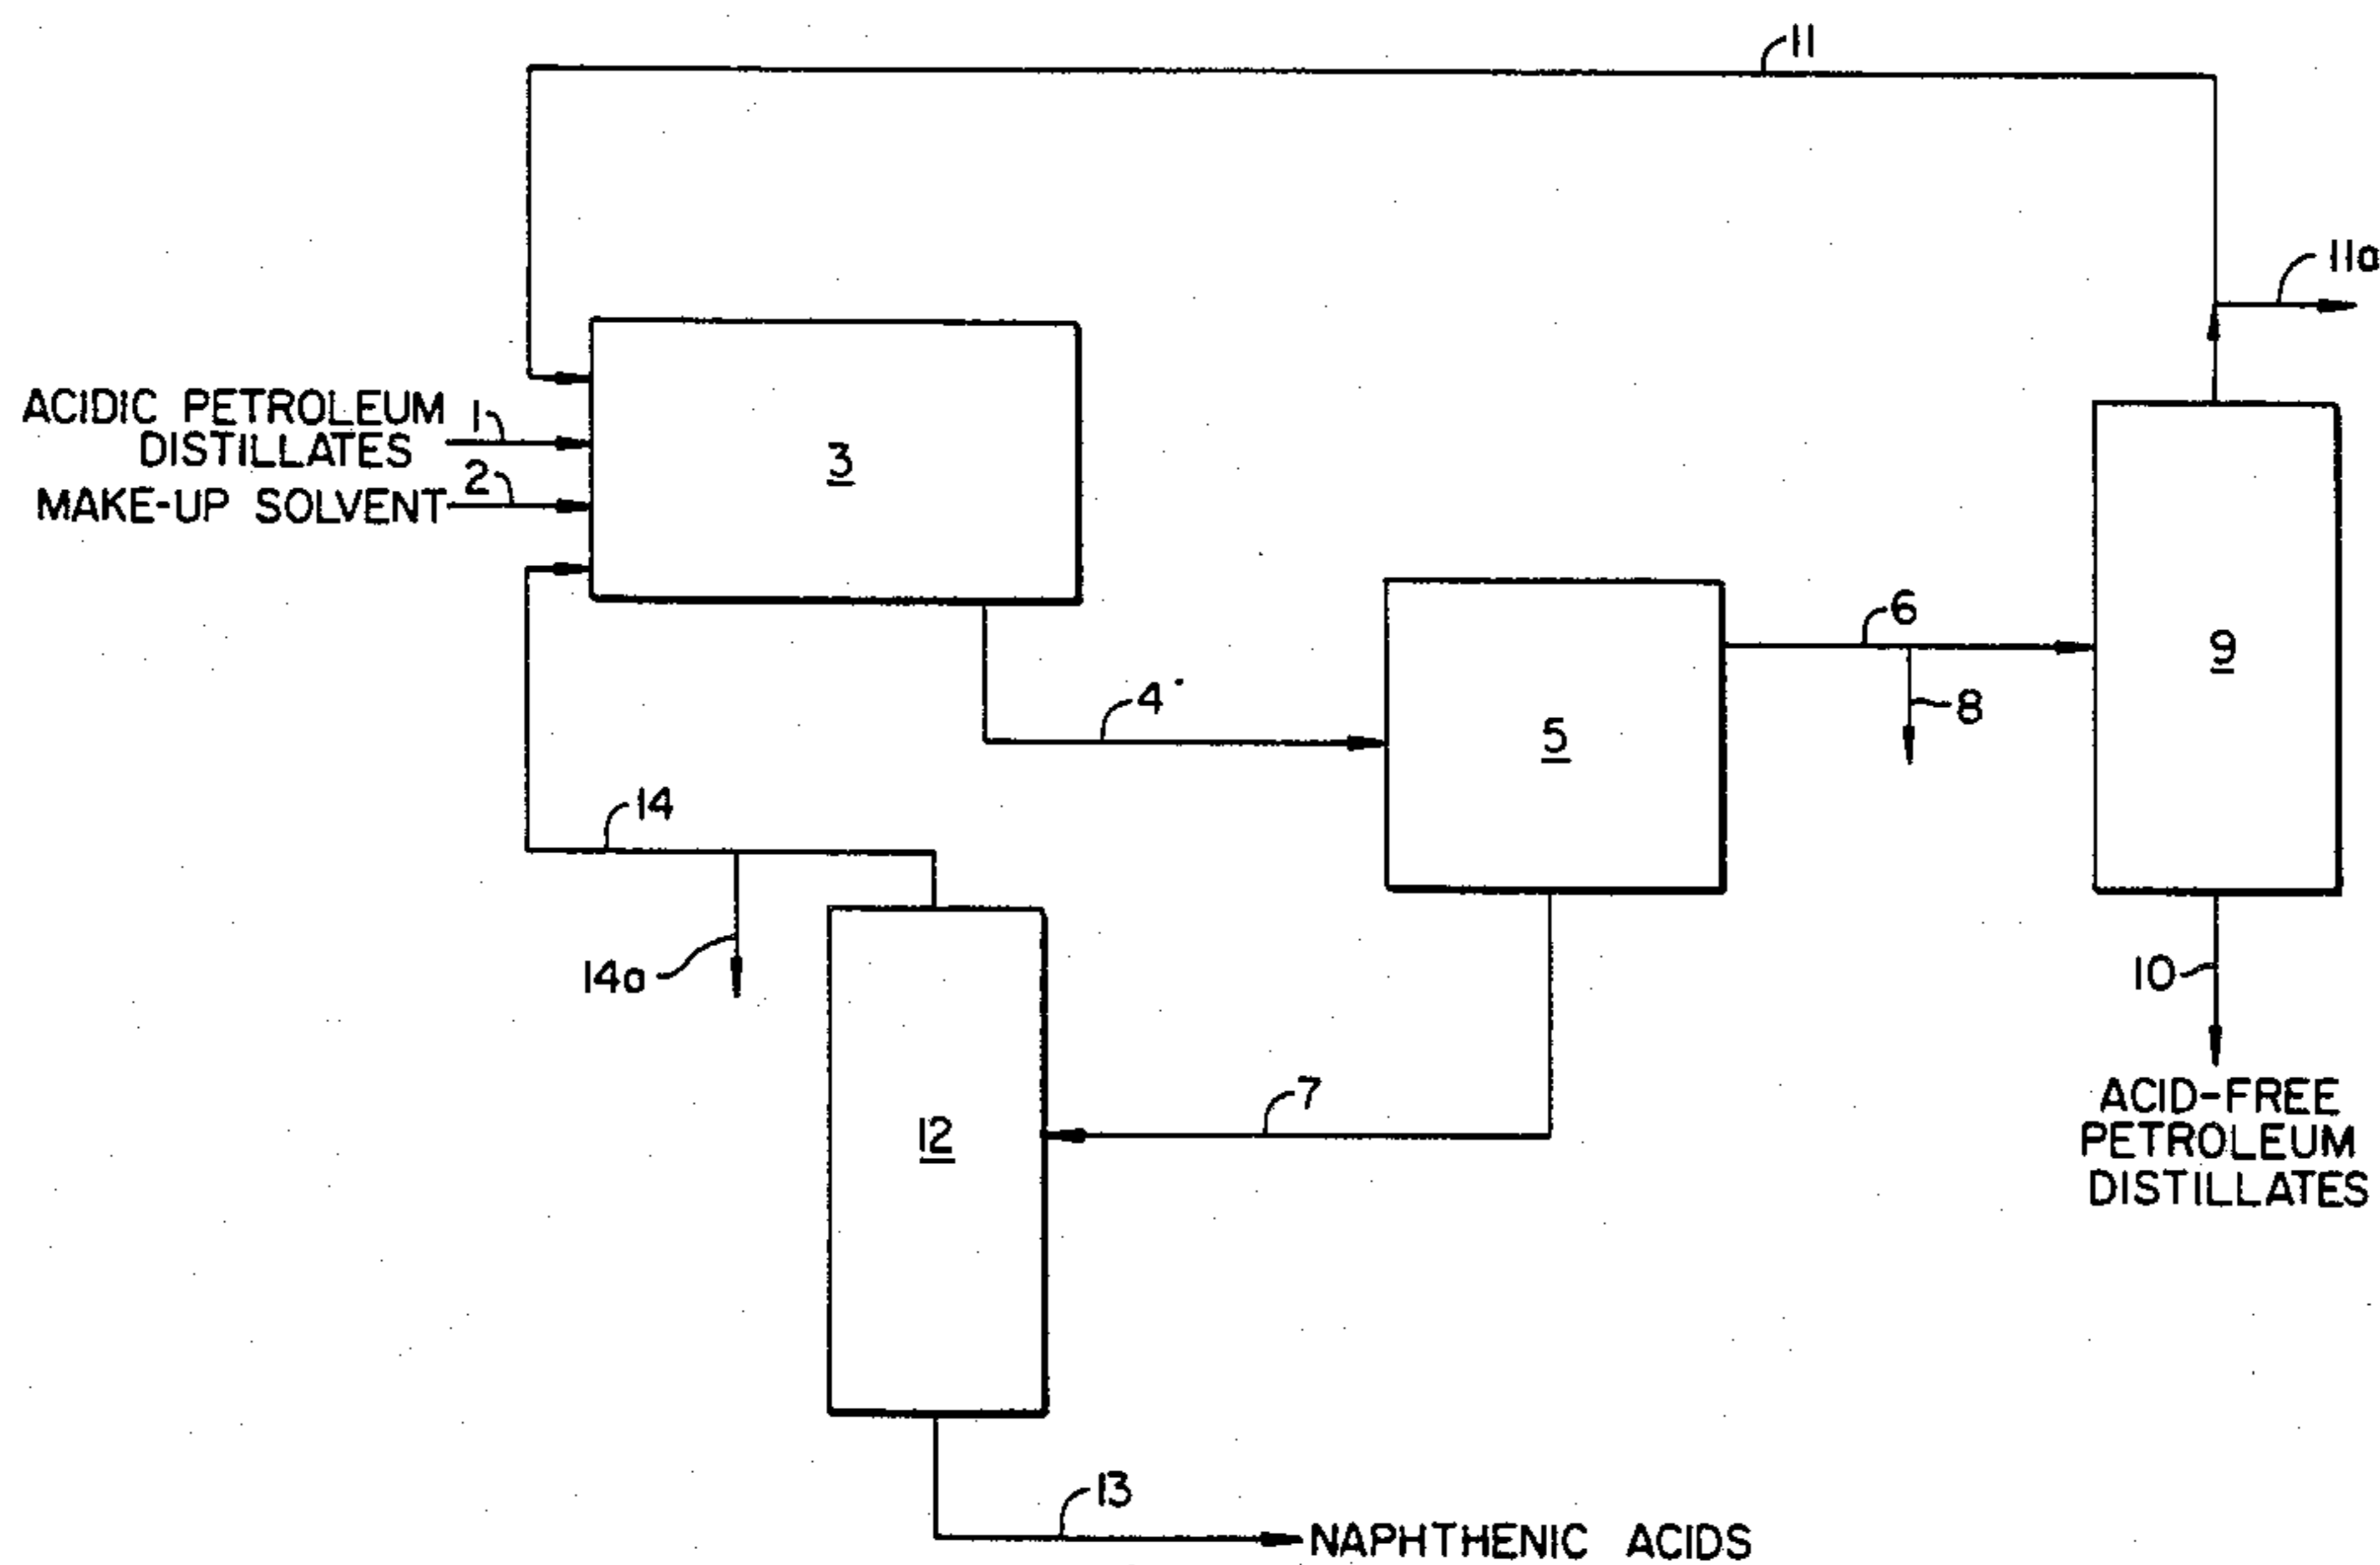 11
11a
ACIDIC PETROLEUM
DISTILLATES
1
2
MAKE-UP SOLVENT
3
4
5
6
8
9
14
14a
10
7
12
ACID-FREE
PETROLEUM
DISTILLATES
13
NAPHTHENIC ACIDS